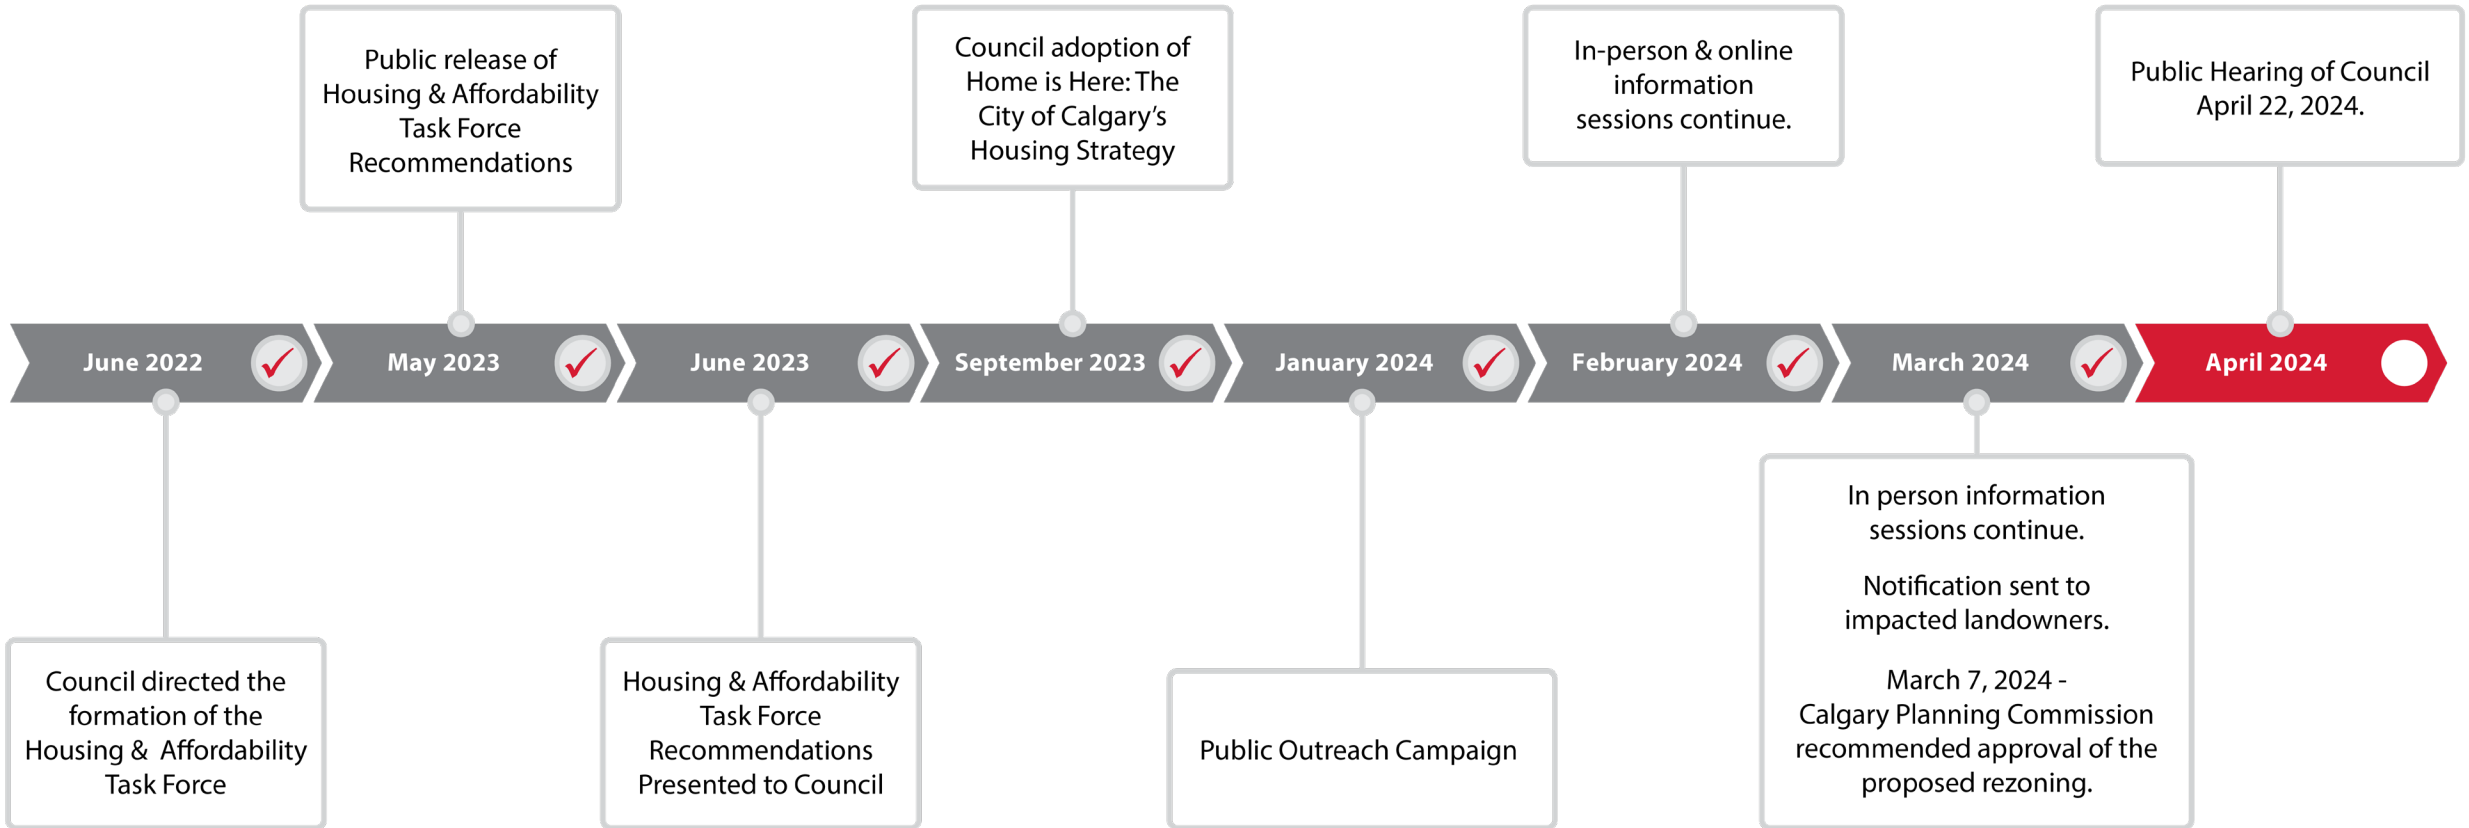 Public release of
Housing & Affordability
Task Force
Recommendations
Council adoption of
Home is Here: The
City of Calgary’s
Housing Strategy
In-person & online
information
sessions continue.
Public Hearing of Council
April 22, 2024.
June 2022
May 2023
June 2023
September 2023
January 2024
February 2024
March 2024
April 2024
Council directed the
formation of the
Housing & Affordability
Task Force
Housing & Affordability
Task Force
Recommendations
Presented to Council
Public Outreach Campaign
In person information
sessions continue.
Notification sent to
impacted landowners.
March 7, 2024 -
Calgary Planning Commission
recommended approval of the
proposed rezoning.